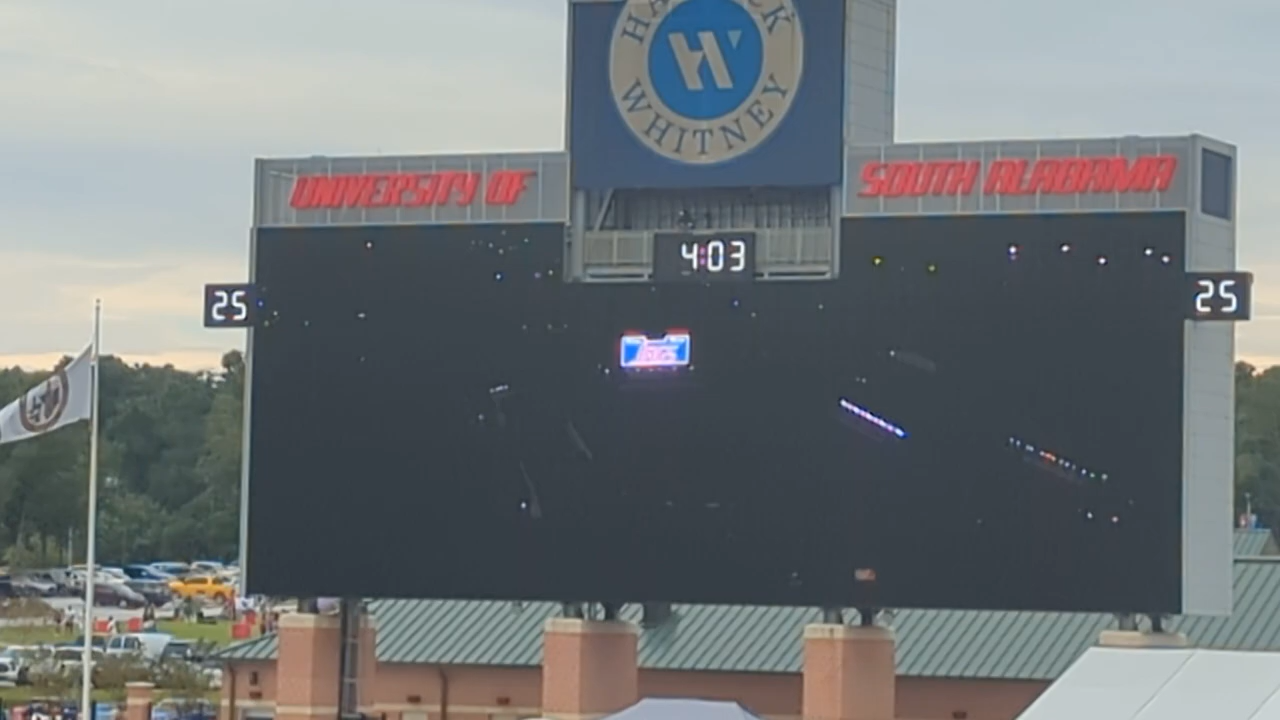 HANCOCK
WHITNEY
UNIVERSITY OF
SOUTH ALABAMA
4:03
25
25